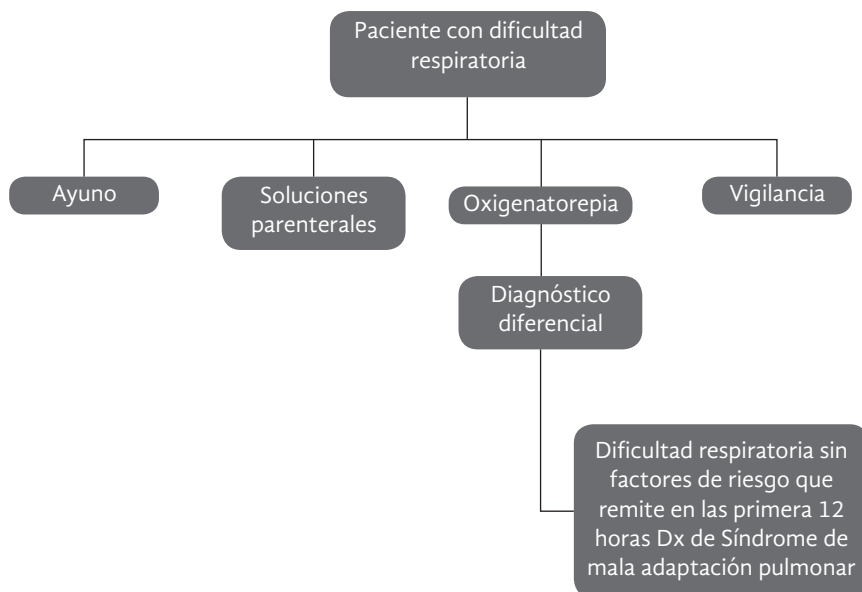 Paciente con dificultad
respiratoria
Ayuno
Soluciones
parenterales
Oxigenatorepia
Vigilancia
Diagnóstico
diferencial
Dificultad respiratoria sin
factores de riesgo que
remite en las primera 12
horas Dx de Síndrome de
mala adaptación pulmonar